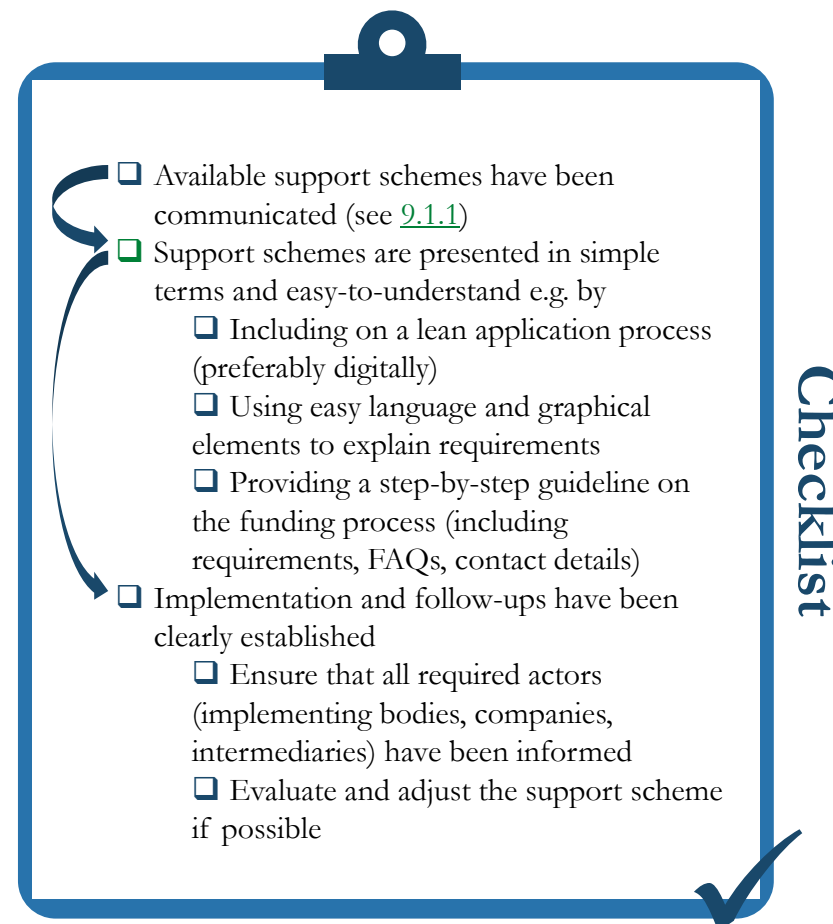 ❑ Available support schemes have been
communicated (see 9.1.1)
❑ Support schemes are presented in simple
terms and easy-to-understand e.g. by
❑ Including on a lean application process
(preferably digitally)
❑ Using easy language and graphical
elements to explain requirements
❑ Providing a step-by-step guideline on
the funding process (including
requirements, FAQs, contact details)
❑ Implementation and follow-ups have been
clearly established
❑ Ensure that all required actors
(implementing bodies, companies,
intermediaries) have been informed
❑ Evaluate and adjust the support scheme
if possible
Checklist